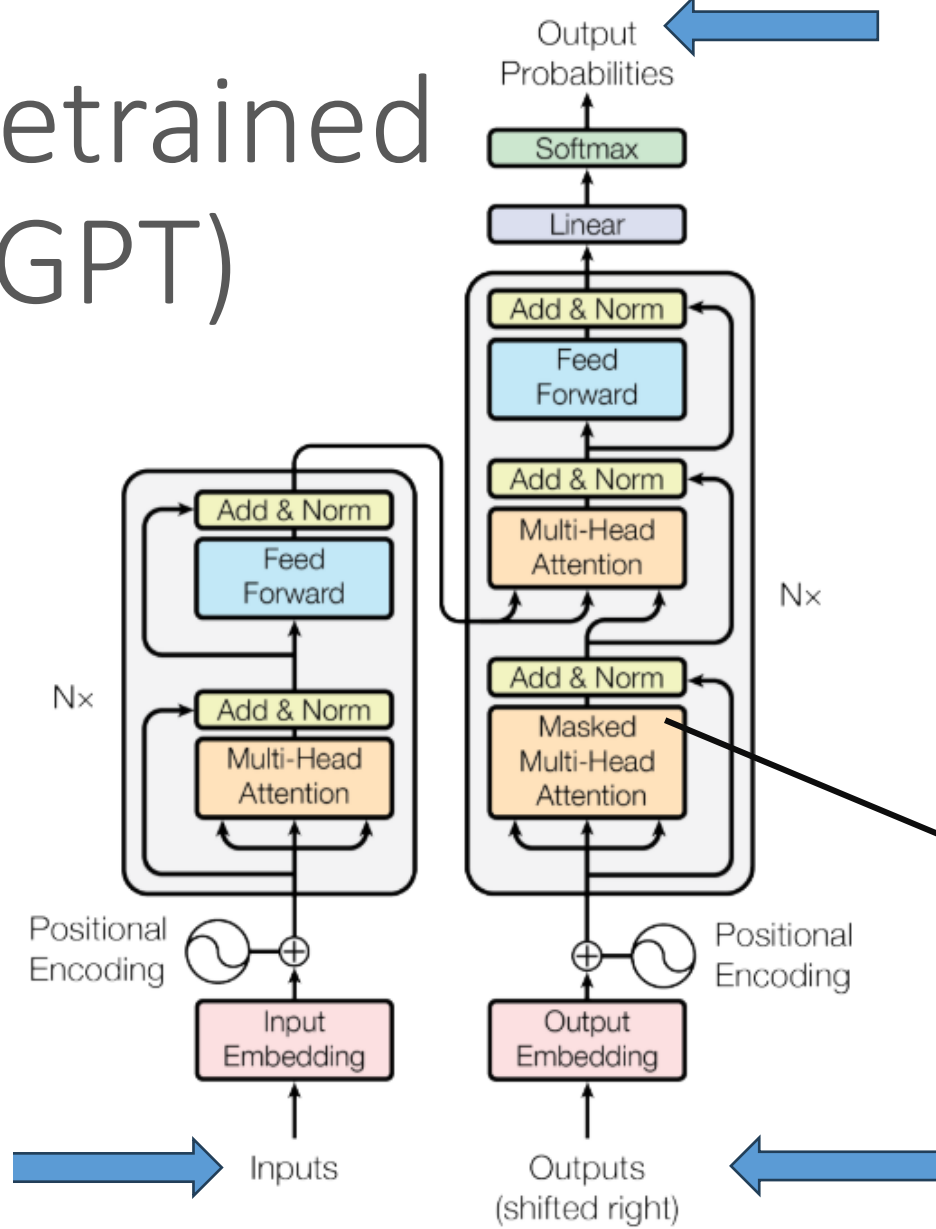 etrained
GPT)
Output
Probabilities
Softmax
Linear
Add & Norm
Feed
Forward
Add & Norm
Multi-Head
Attention
Nx
Add & Norm
Masked
Multi-Head
Attention
Positional
Encoding
Output
Embedding
Outputs
(shifted right)
Add & Norm
Feed
Forward
Nx
Add & Norm
Multi-Head
Attention
Positional
Encoding
Input
Embedding
Inputs